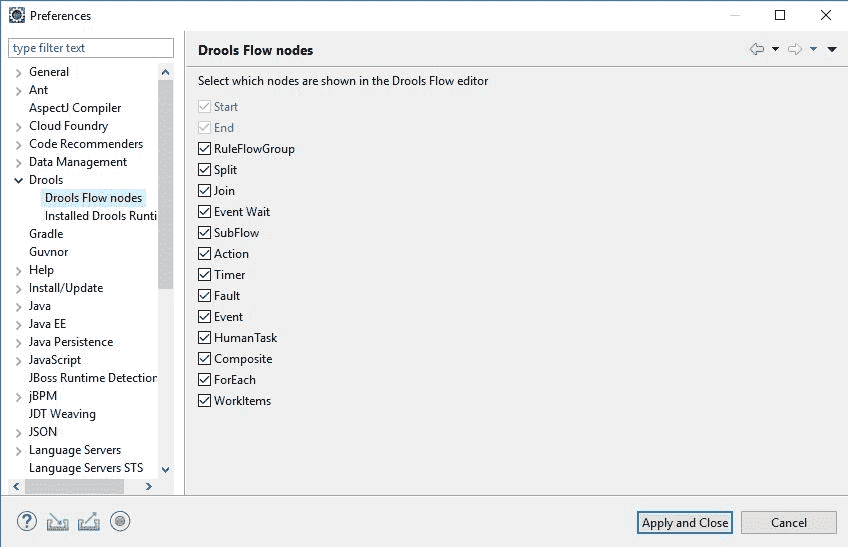 Preferences
type filter text
General
Ant
AspectJ Compiler
Cloud Foundry
Code Recommenders
Data Management
Drools
Drools Flow nodes
Installed Drools Runti
Gradle
Guvnor
Help
Install/Update
Java
Java EE
Java Persistence
JavaScript
JBoss Runtime Detection
jBPM
JDT Weaving
JSON
Language Servers
Language Servers STS
Drools Flow nodes
Select which nodes are shown in the Drools Flow editor
Start
End
RuleFlowGroup
Split
Join
Event Wait
SubFlow
Action
Timer
Fault
Event
HumanTask
Composite
ForEach
WorkItems
?
Apply and Close
Cancel